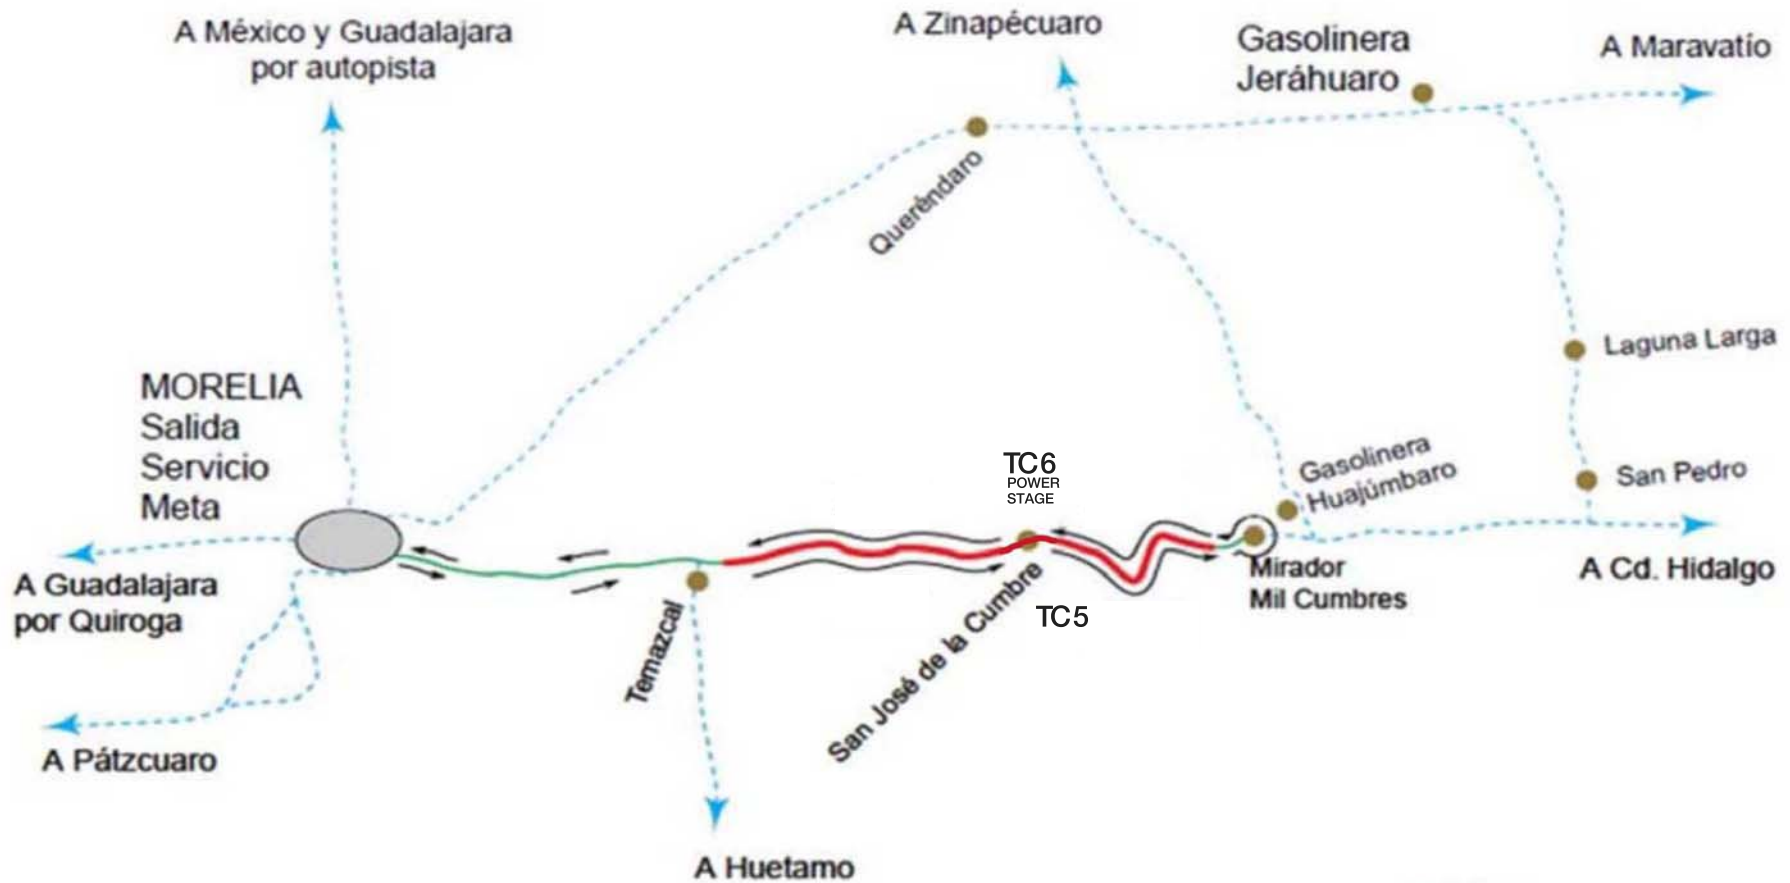 A México y Guadalajara
por autopista
A Zinapécuaro
Gasolinera
Jeráhuaro
A Maravatío
Queréndaro
Laguna Larga
MORELIA
Salida
Servicio
Meta
TC6
POWER
STAGE
Gasolinera
Huajúmbaro
San Pedro
A Guadalajara
por Quiroga
Temazcal
San José de la Cumbre
TC5
Mirador
Mil Cumbres
A Cd. Hidalgo
A Pátzcuaro
A Huetamo